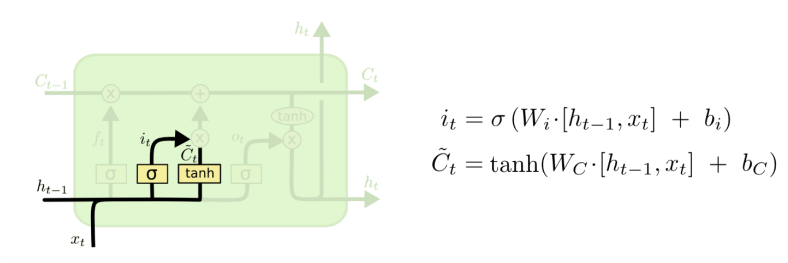 h_t
C_{t-1} C_t
x + tanh
f_t i_t x o_t x
C̃_t
σ σ tanh σ
h_{t-1} h_t
x_t
i_t = σ (W_i·[h_{t-1}, x_t] + b_i)
C̃_t = tanh(W_C·[h_{t-1}, x_t] + b_C)